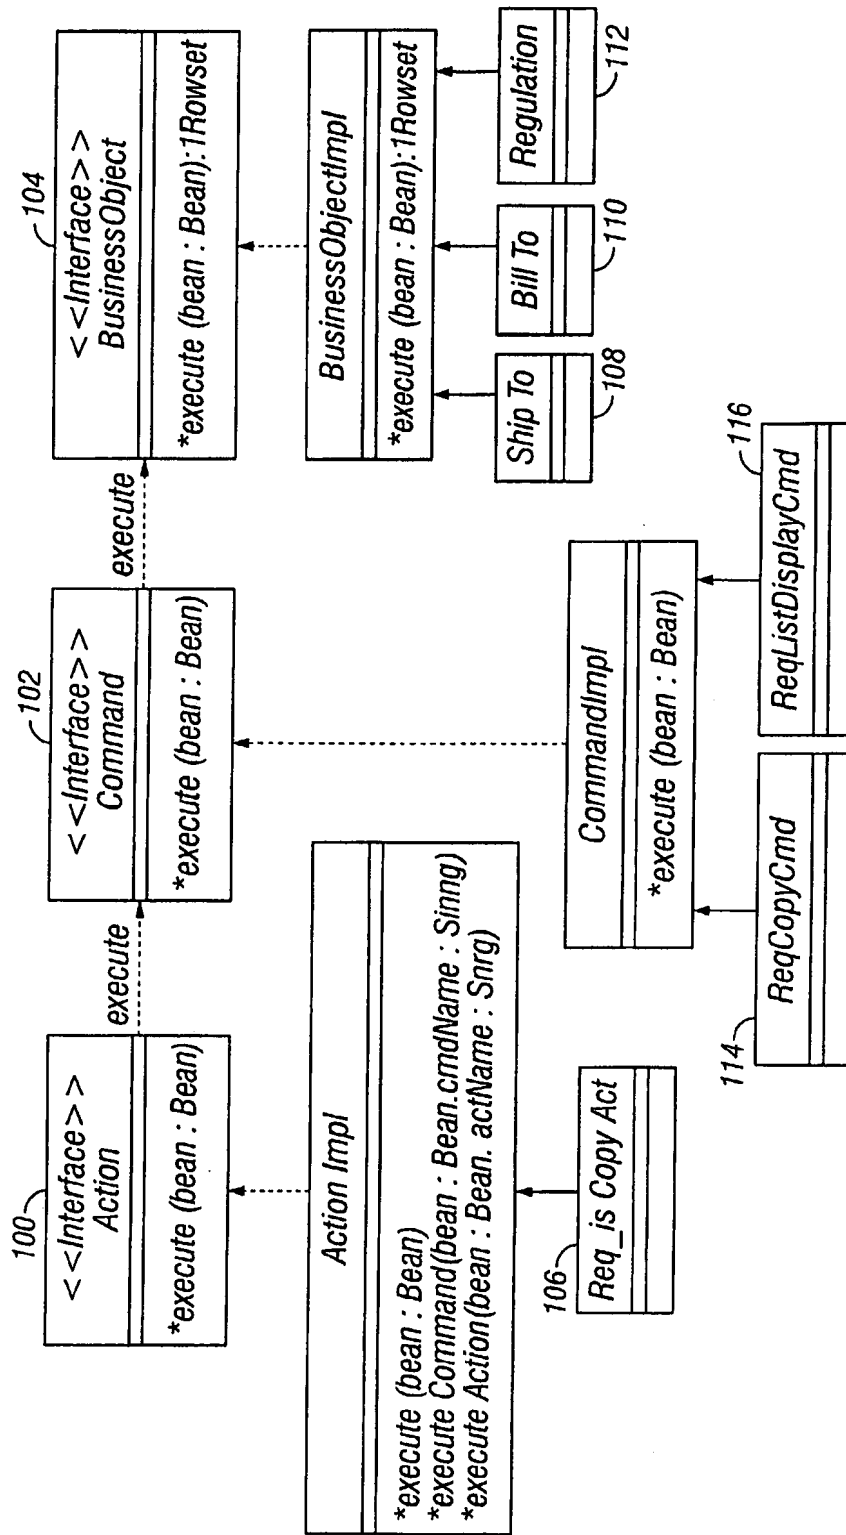 100
<<Interface>>
Action
*execute (bean : Bean)
execute
102
<<Interface>>
Command
*execute (bean : Bean)
execute
104
<<Interface>>
BusinessObject
*execute (bean : Bean):1Rowset
Action Impl
*execute (bean : Bean)
*execute Command(bean : Bean.cmdName : Sinng)
*execute Action(bean : Bean. actName : Snrg)
106
Req_is Copy Act
CommandImpl
*execute (bean : Bean)
114
ReqCopyCmd
116
ReqListDisplayCmd
BusinessObjectImpl
*execute (bean : Bean):1Rowset
Ship To
108
Bill To
110
Regulation
112